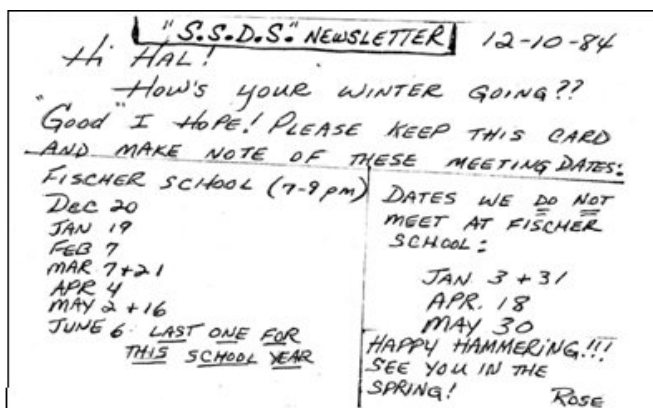 "S.S.D.S." NEWSLETTER 12-10-84
Hi HAL!
HOW'S YOUR WINTER GOING??
"Good" I HOPE! PLEASE KEEP THIS CARD
AND MAKE NOTE OF THESE MEETING DATES:
FISCHER SCHOOL (7-9 pm)
DEC 20
JAN 19
FEB 7
MAR 7+21
APR 4
MAY 2 +16
JUNE 6 LAST ONE FOR
THIS SCHOOL YEAR
DATES WE DO NOT
MEET AT FISCHER
SCHOOL:
JAN. 3 +31
APR. 18
MAY 30
HAPPY HAMMERING!!!
SEE YOU IN THE
SPRING!
ROSE